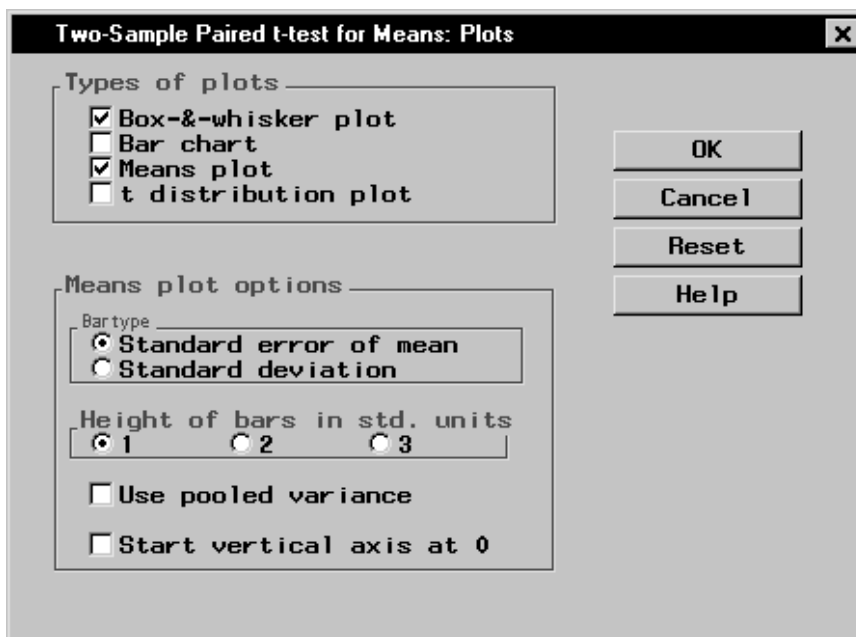 Two-Sample Paired t-test for Means: Plots
Types of plots
Box-&-whisker plot
Bar chart
Means plot
t distribution plot
OK
Cancel
Reset
Help
Means plot options
Bar type
Standard error of mean
Standard deviation
Height of bars in std. units
1 2 3
Use pooled variance
Start vertical axis at 0